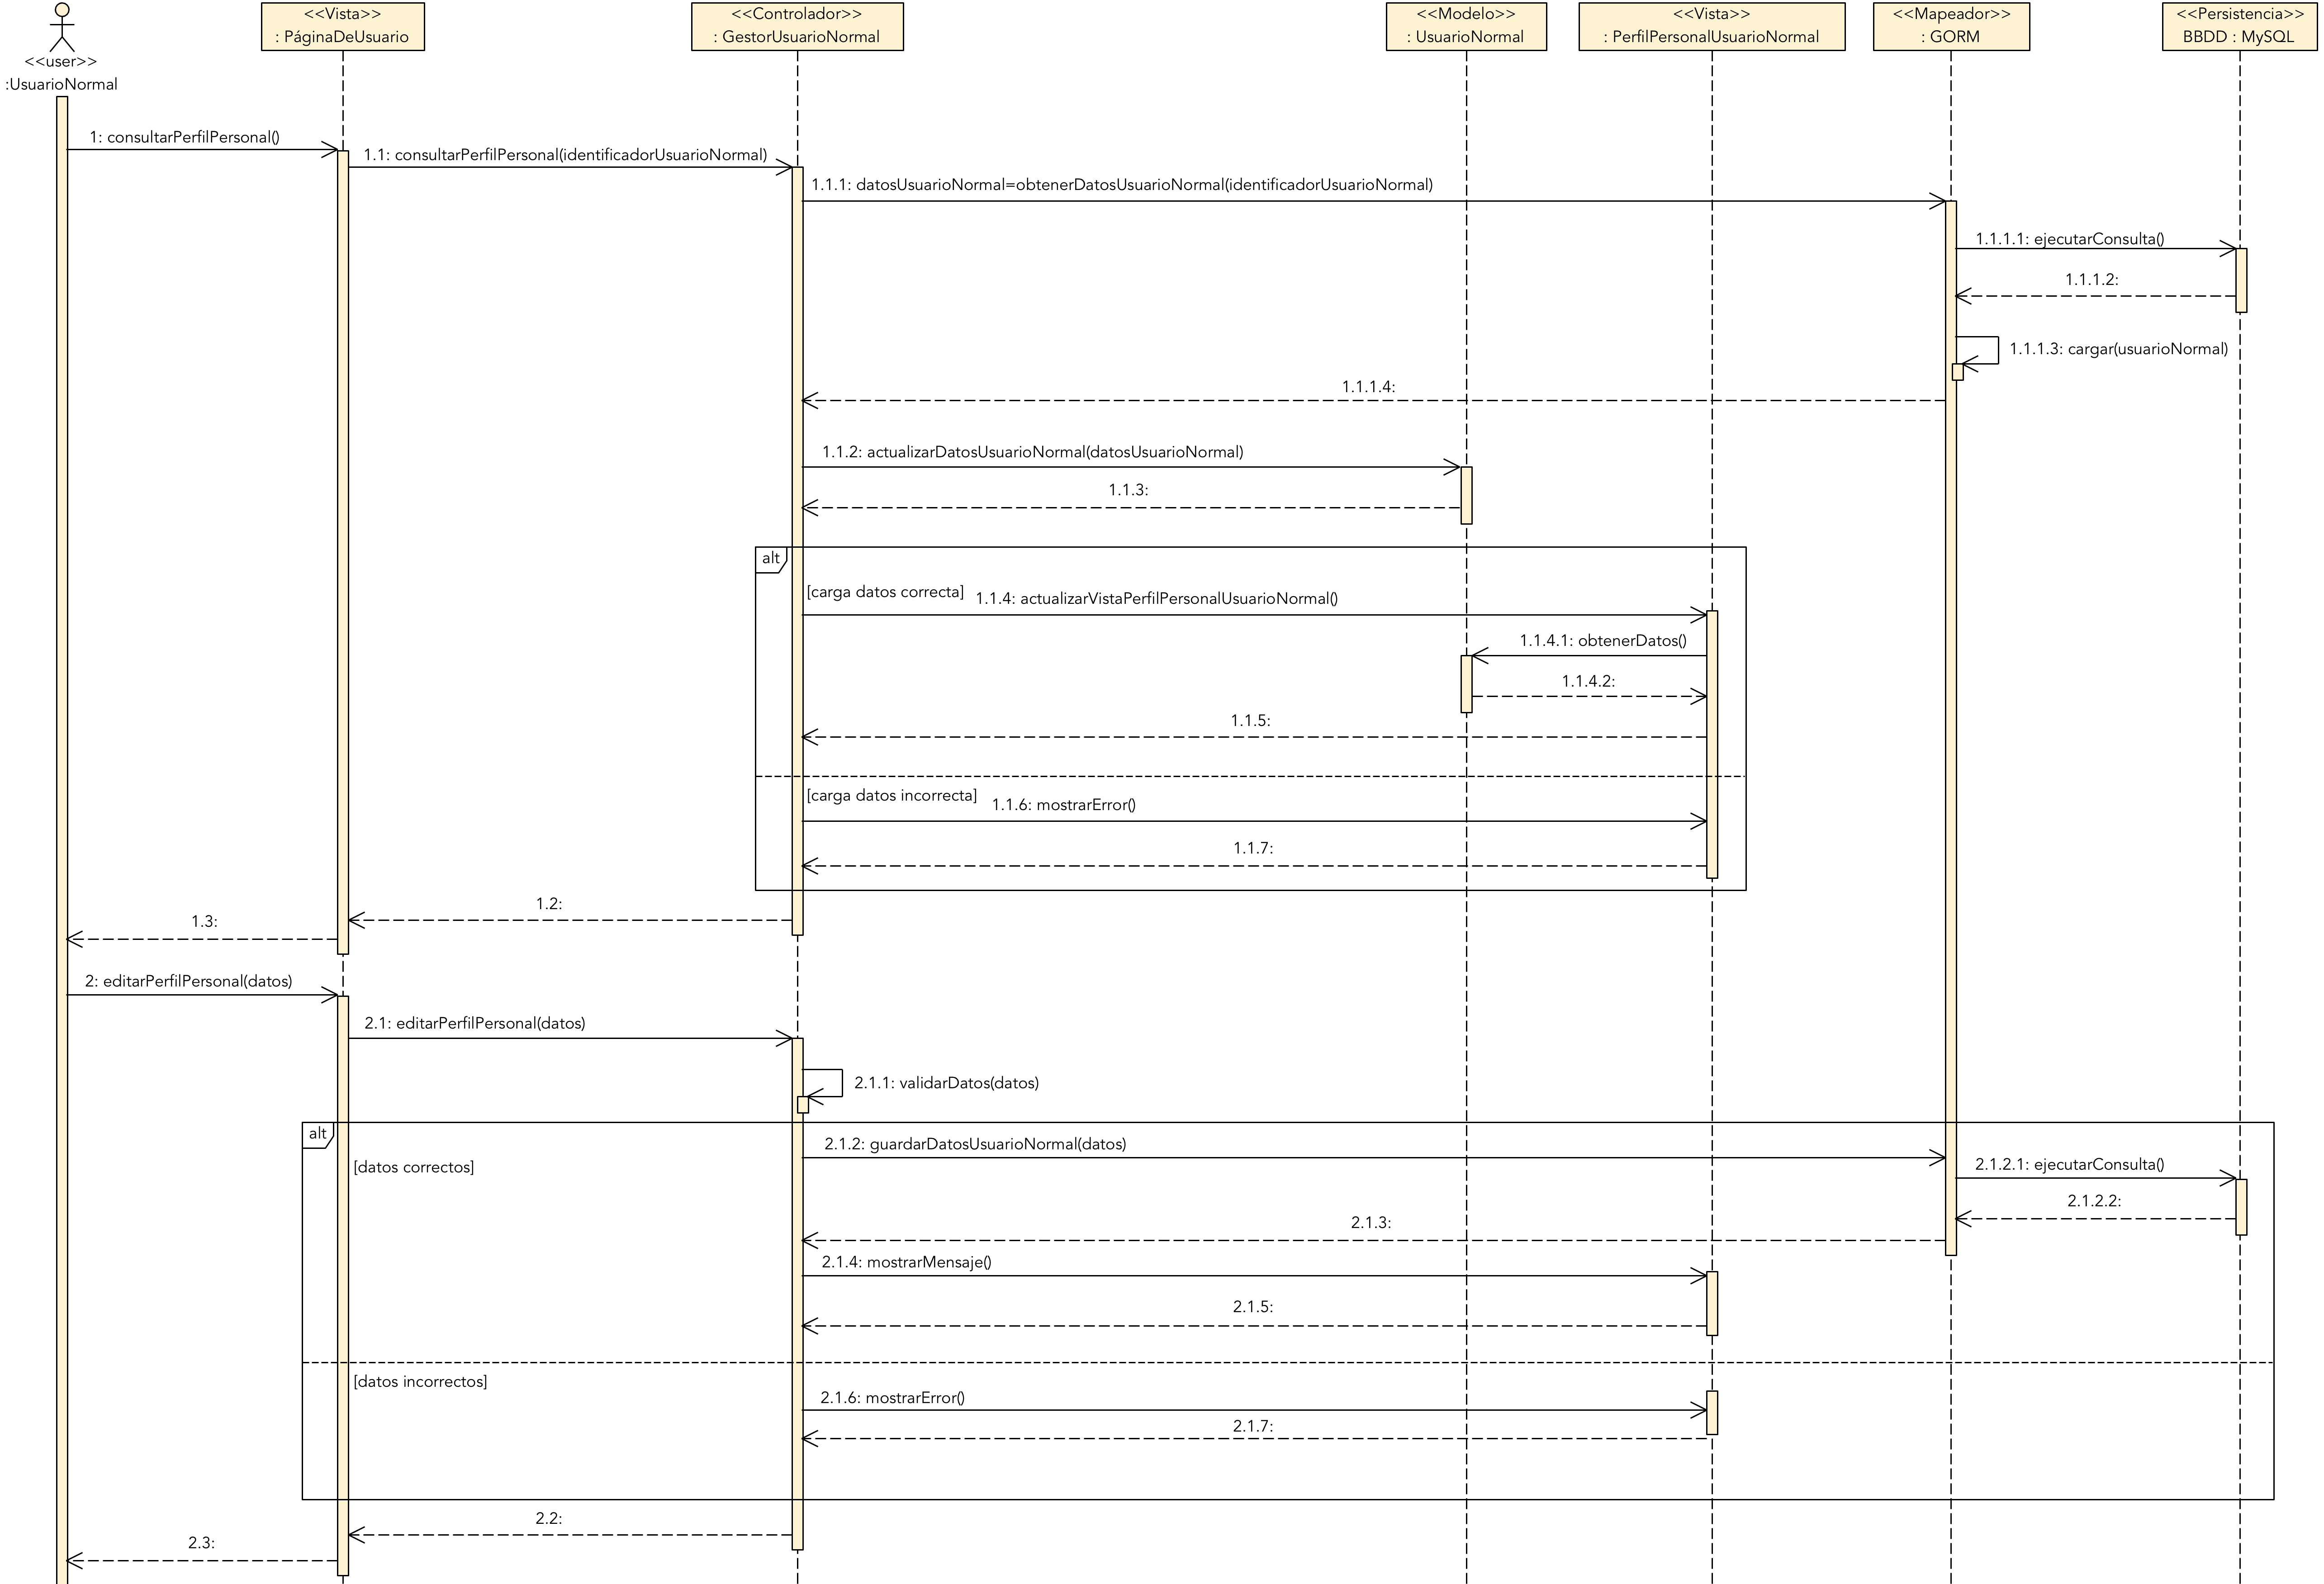 <<user>>
:UsuarioNormal
<<Vista>>
: PáginaDeUsuario
<<Controlador>>
: GestorUsuarioNormal
<<Modelo>>
: UsuarioNormal
<<Vista>>
: PerfilPersonalUsuarioNormal
<<Mapeador>>
: GORM
<<Persistencia>>
BBDD : MySQL
1: consultarPerfilPersonal()
1.1: consultarPerfilPersonal(identificadorUsuarioNormal)
1.1.1: datosUsuarioNormal=obtenerDatosUsuarioNormal(identificadorUsuarioNormal)
1.1.1.1: ejecutarConsulta()
1.1.1.2:
1.1.1.3: cargar(usuarioNormal)
1.1.1.4:
1.1.2: actualizarDatosUsuarioNormal(datosUsuarioNormal)
1.1.3:
alt
[carga datos correcta]
1.1.4: actualizarVistaPerfilPersonalUsuarioNormal()
1.1.4.1: obtenerDatos()
1.1.4.2:
1.1.5:
[carga datos incorrecta]
1.1.6: mostrarError()
1.1.7:
1.2:
1.3:
2: editarPerfilPersonal(datos)
2.1: editarPerfilPersonal(datos)
2.1.1: validarDatos(datos)
alt
2.1.2: guardarDatosUsuarioNormal(datos)
[datos correctos]
2.1.2.1: ejecutarConsulta()
2.1.2.2:
2.1.3:
2.1.4: mostrarMensaje()
2.1.5:
[datos incorrectos]
2.1.6: mostrarError()
2.1.7:
2.2:
2.3: